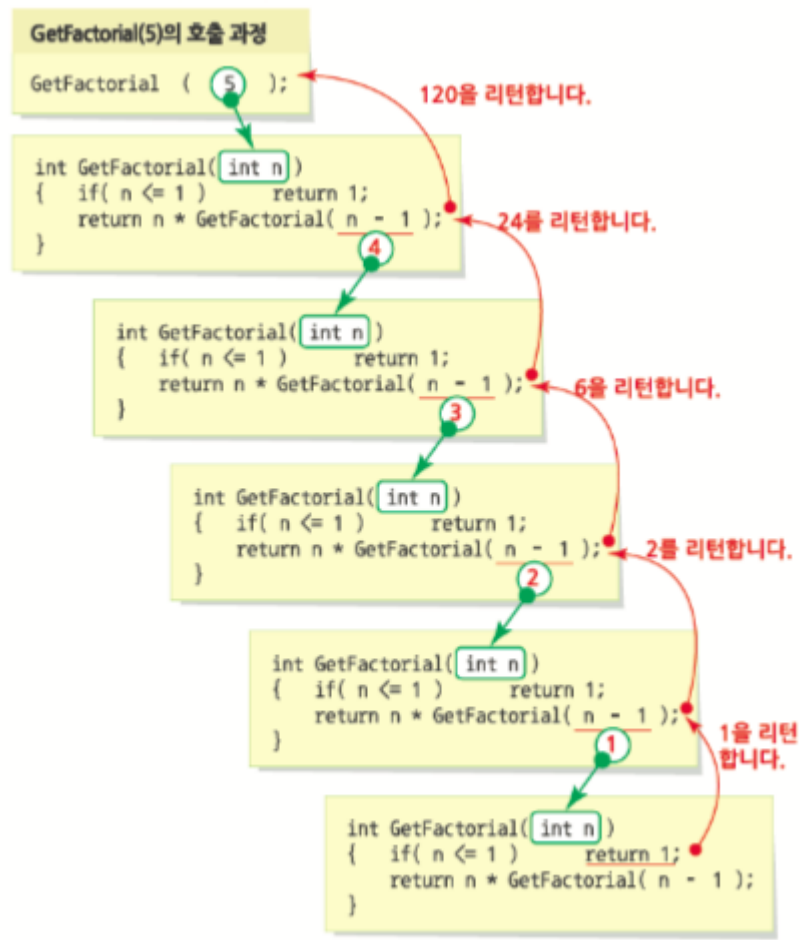 GetFactorial(5)의 호출 과정
GetFactorial ( 5 );
120을 리턴합니다.
int GetFactorial( int n )
{ if( n <= 1 ) return 1;
return n * GetFactorial( n - 1 );
24를 리턴합니다.
}
4
int GetFactorial( int n )
{ if( n <= 1 ) return 1;
return n * GetFactorial( n - 1 );
6을 리턴합니다.
}
3
int GetFactorial( int n )
{ if( n <= 1 ) return 1;
return n * GetFactorial( n - 1 );
2를 리턴합니다.
}
2
int GetFactorial( int n )
{ if( n <= 1 ) return 1;
return n * GetFactorial( n - 1 );
}
1
1을 리턴
합니다.
int GetFactorial( int n )
{ if( n <= 1 ) return 1;
return n * GetFactorial( n - 1 );
}